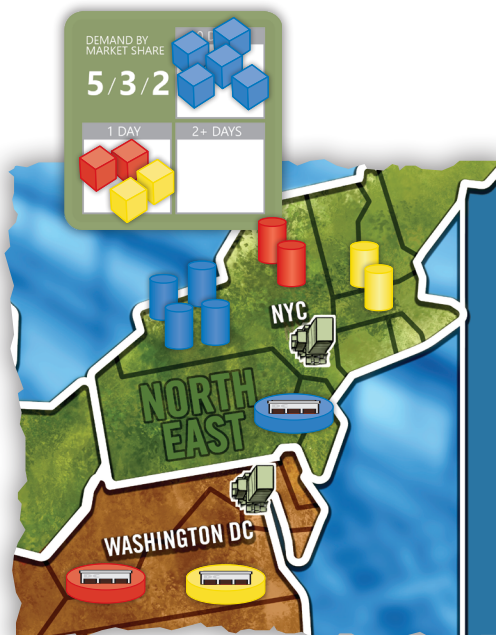 DEMAND BY
MARKET SHARE
5/3/2
1 DAY
2+ DAYS
NYC
NORTH
EAST
WASHINGTON DC